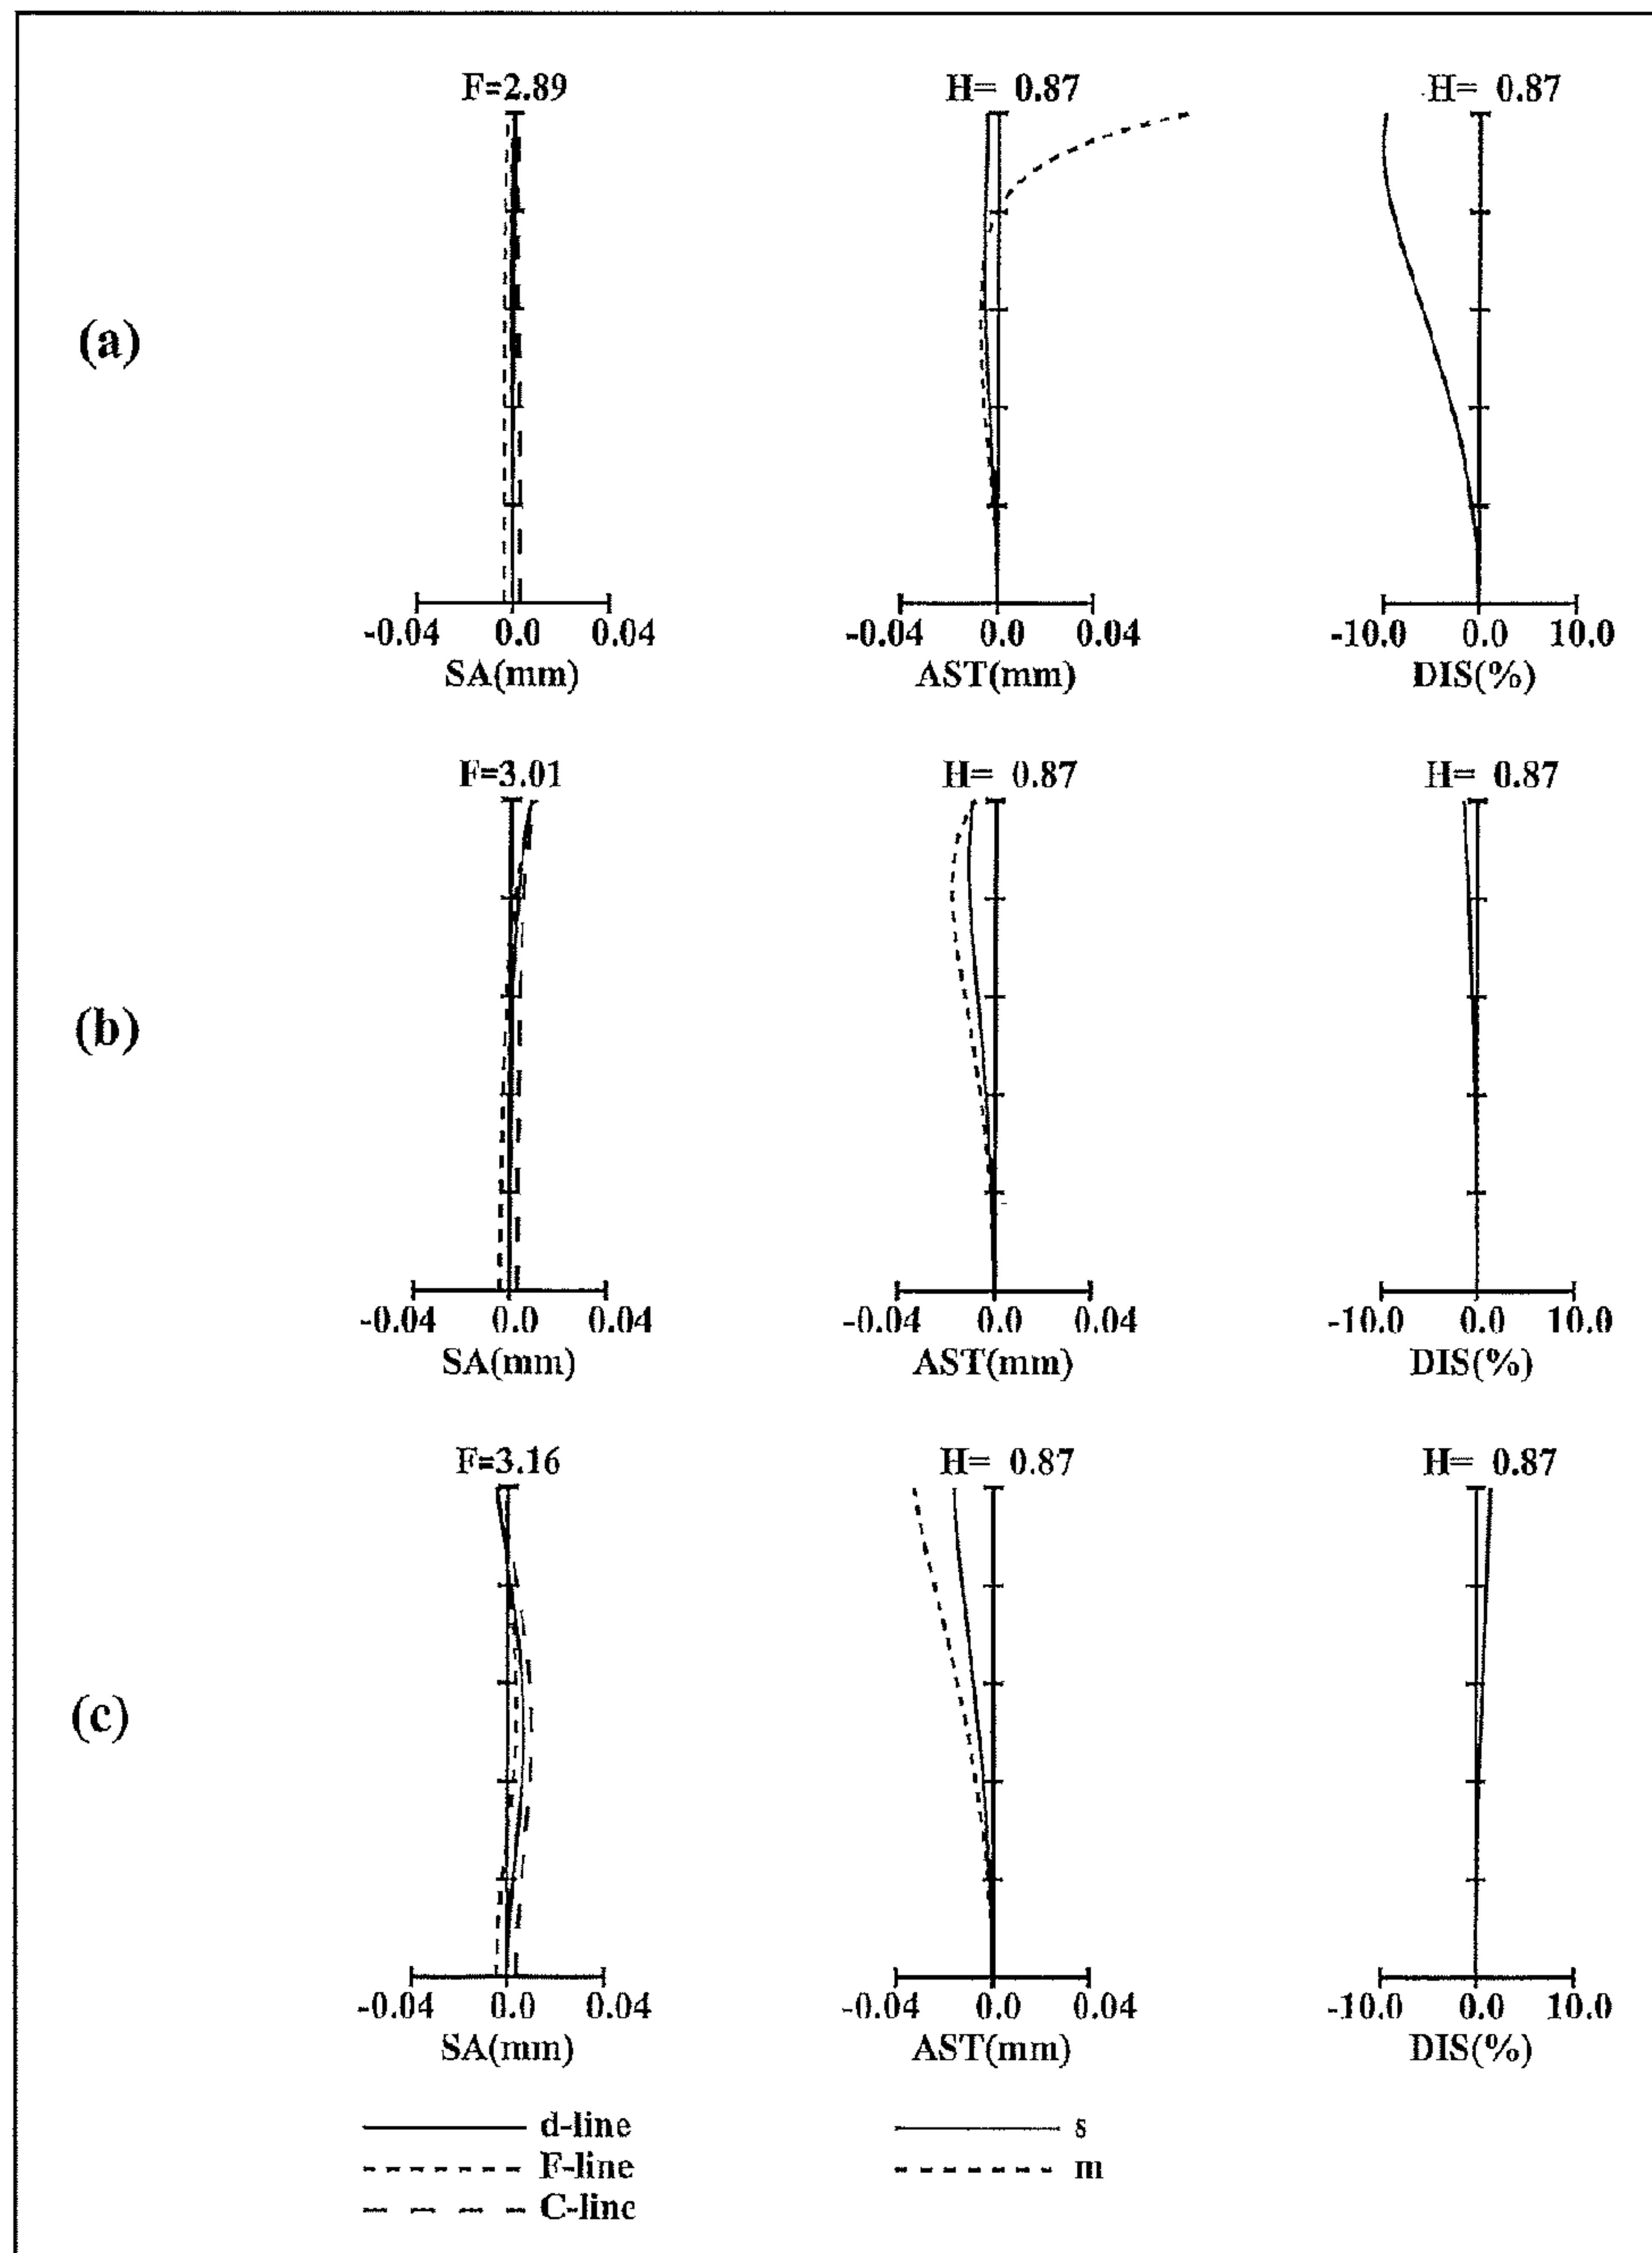 F=2.89 H= 0.87 H= 0.87
(a)
-0.04 0.0 0.04 -0.04 0.0 0.04 -10.0 0.0 10.0
SA(mm) AST(mm) DIS(%)
F=3.01 H= 0.87 H= 0.87
(b)
-0.04 0.0 0.04 -0.04 0.0 0.04 -10.0 0.0 10.0
SA(mm) AST(mm) DIS(%)
F=3.16 H= 0.87 H= 0.87
(c)
-0.04 0.0 0.04 -0.04 0.0 0.04 -10.0 0.0 10.0
SA(mm) AST(mm) DIS(%)
d-line s
F-line m
C-line